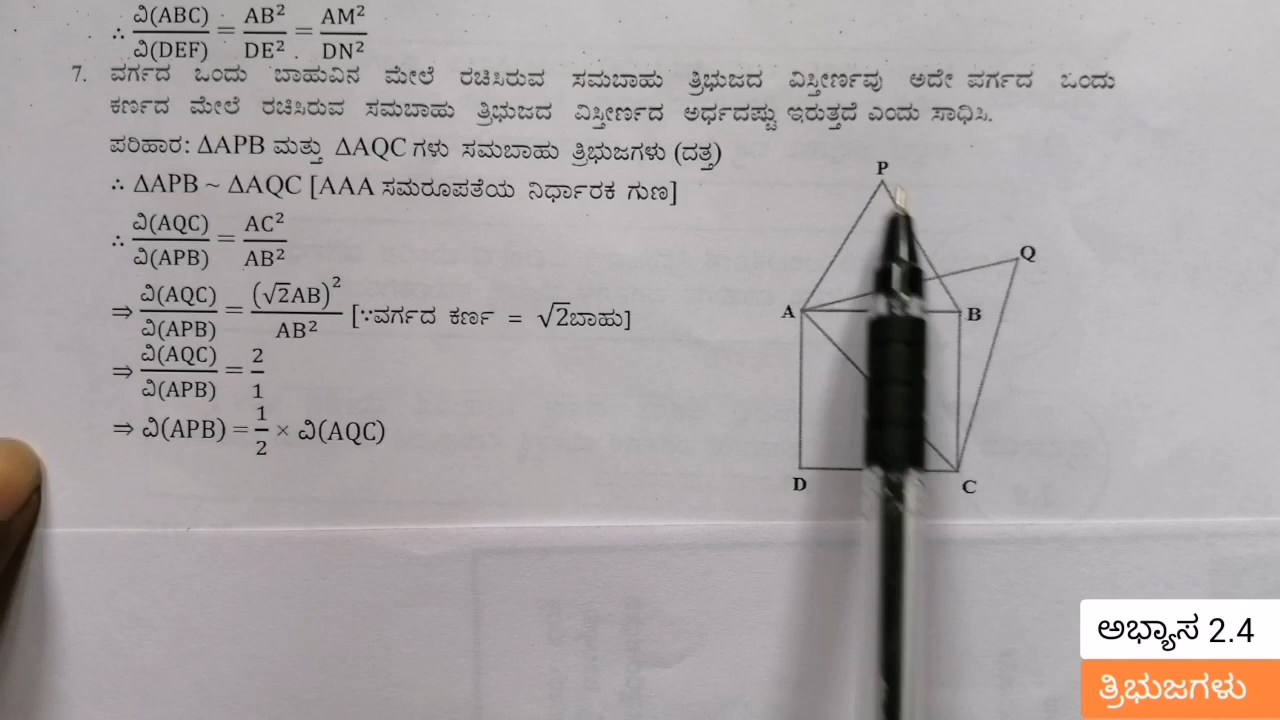 ∴ ವಿ(ABC)/ವಿ(DEF) = AB²/DE² = AM²/DN²
7. ವರ್ಗದ ಒಂದು ಬಾಹುವಿನ ಮೇಲೆ ರಚಿಸಿರುವ ಸಮಬಾಹು ತ್ರಿಭುಜದ ವಿಸ್ತೀರ್ಣವು ಅದೇ ವರ್ಗದ ಒಂದು
ಕರ್ಣದ ಮೇಲೆ ರಚಿಸಿರುವ ಸಮಬಾಹು ತ್ರಿಭುಜದ ವಿಸ್ತೀರ್ಣದ ಅರ್ಧದಷ್ಟು ಇರುತ್ತದೆ ಎಂದು ಸಾಧಿಸಿ.
ಪರಿಹಾರ: ΔAPB ಮತ್ತು ΔAQC ಗಳು ಸಮಬಾಹು ತ್ರಿಭುಜಗಳು (ದತ್ತ)
∴ ΔAPB ~ ΔAQC [AAA ಸಮರೂಪತೆಯ ನಿರ್ಧಾರಕ ಗುಣ]
∴ ವಿ(AQC)/ವಿ(APB) = AC²/AB²
⇒ ವಿ(AQC)/ವಿ(APB) = (√2AB)²/AB² [∵ವರ್ಗದ ಕರ್ಣ = √2ಬಾಹು]
⇒ ವಿ(AQC)/ವಿ(APB) = 2/1
⇒ ವಿ(APB) = 1/2 × ವಿ(AQC)
P
Q
A
B
D
C
ಅಭ್ಯಾಸ 2.4
ತ್ರಿಭುಜಗಳು